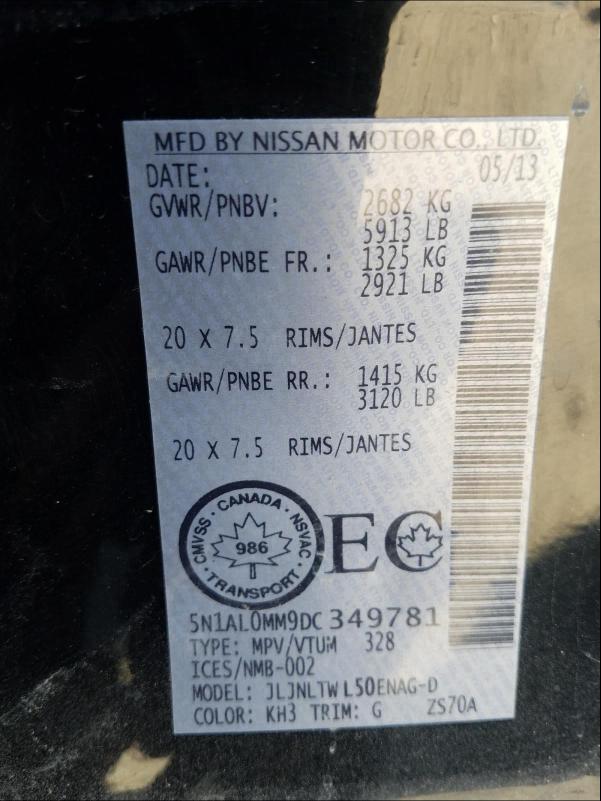 MFD BY NISSAN MOTOR CO., LTD.
DATE: 05/13
GVWR/PNBV: 2682 KG
5913 LB
GAWR/PNBE FR.: 1325 KG
2921 LB
20 X 7.5 RIMS/JANTES
GAWR/PNBE RR.: 1415 KG
3120 LB
20 X 7.5 RIMS/JANTES
CANADA
CMVSS · NSVAC
986
TRANSPORT
EC
5N1AL0MM9DC349781
TYPE: MPV/VTUM 328
ICES/NMB-002
MODEL: JLJNLTWL50ENAG-D
COLOR: KH3 TRIM: G ZS70A